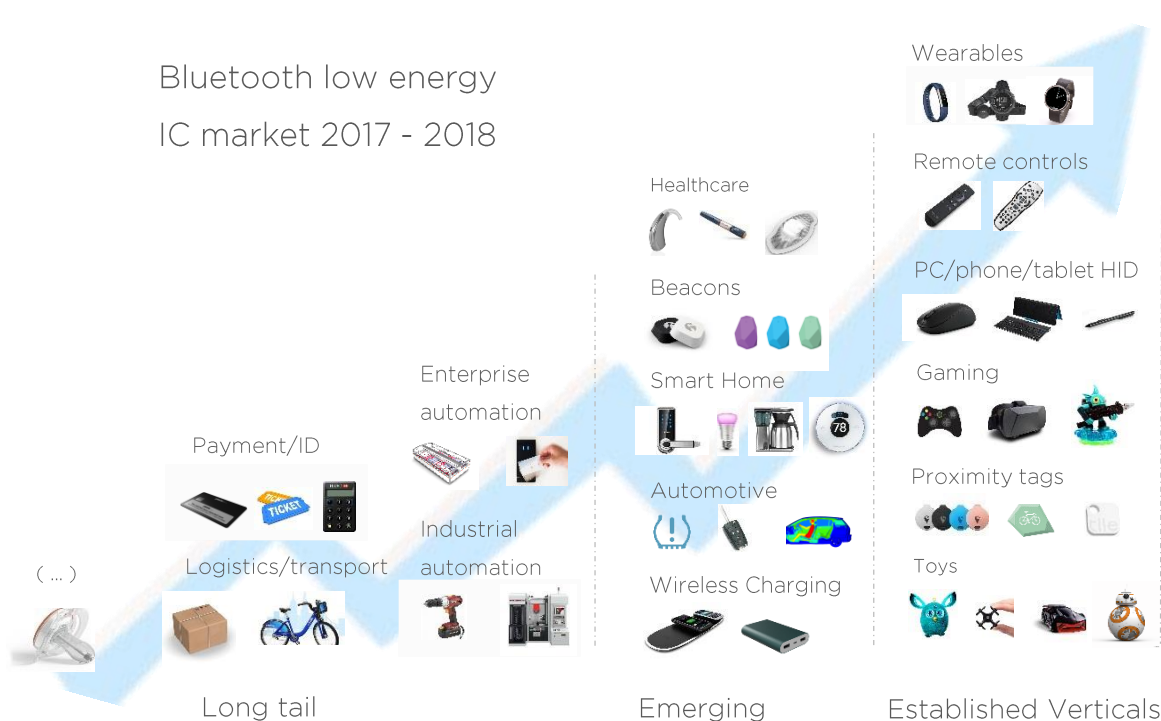 Bluetooth low energy
IC market 2017 - 2018
( ... )
Payment/ID
TICKET
Logistics/transport
Enterprise
automation
Industrial
automation
Long tail
Healthcare
Beacons
Smart Home
78
Automotive
Wireless Charging
Emerging
Wearables
Remote controls
PC/phone/tablet HID
Gaming
Proximity tags
tile
Toys
Established Verticals